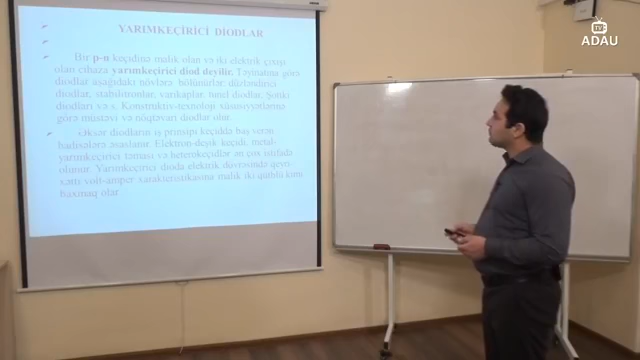 TV
ADAU
YARIMKEÇİRİCİ DİODLAR
Bir p-n keçidinə malik olan və iki elektrik çıxışı
olan cihaza yarımkeçirici diod deyilir. Təyinatına görə
diodlar aşağıdakı növlərə bölünürlər: düzləndirici
diodlar, stabilitronlar, varikaplar, tunel diodlar, Şotki
diodları və s. Konstruktiv-texnoloji xüsusiyyətlərinə
görə müstəvi və nöqtəvari diodlar olur.
Əksər diodların iş prinsipi keçiddə baş verən
hadisələrə əsaslanır. Elektron-deşik keçidi, metal-
yarımkeçirici təması və heterokeçidlər ən çox istifadə
olunur. Yarımkeçirici dioda elektrik dövrəsində qeyri-
xətti volt-amper xarakteristikasına malik iki qütblü kimi
baxmaq olar